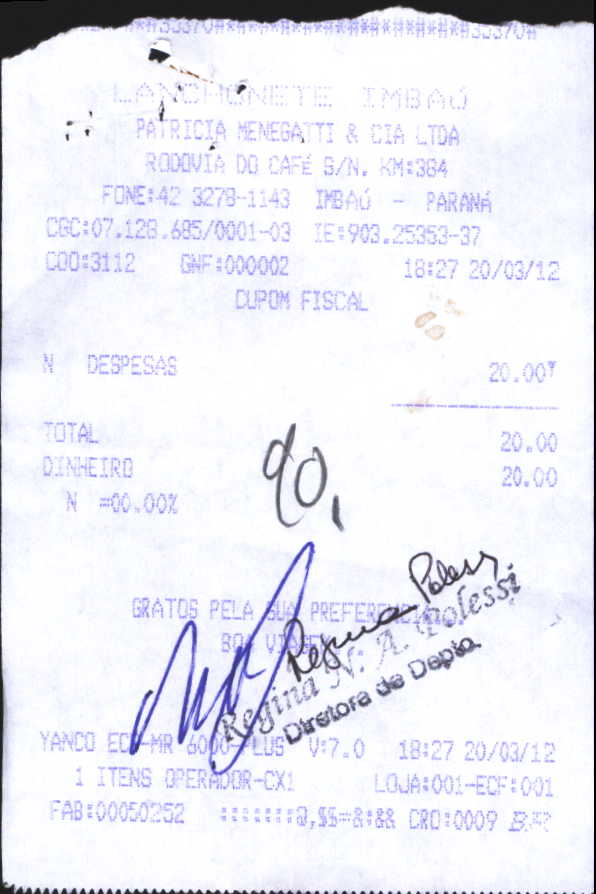 LANCHONETE IMBAÚ
PATRICIA MENEGATTI & CIA LTDA
RODOVIA DO CAFÉ S/N. KM:384
FONE:42 3278-1143 IMBAÚ - PARANÁ
CGC:07.128.685/0001-03 IE:903.25353-37
COO:3112 GNF:000002 18:27 20/03/12
CUPOM FISCAL
N DESPESAS 20.00
TOTAL 20.00
DINHEIRO 20.00
N =00.00%
90,
GRATOS PELA SUA PREFERENCIA
BOA VIAGEM
Regina Polessi
Regina N. A. Polessi
Diretora de Depto.
YANCO ECF-MR 6000-PLUS V:7.0 18:27 20/03/12
1 ITENS OPERADOR-CX1 LOJA:001-ECF:001
FAB:00050252 :::::::@,$$=&:&& CRO:0009